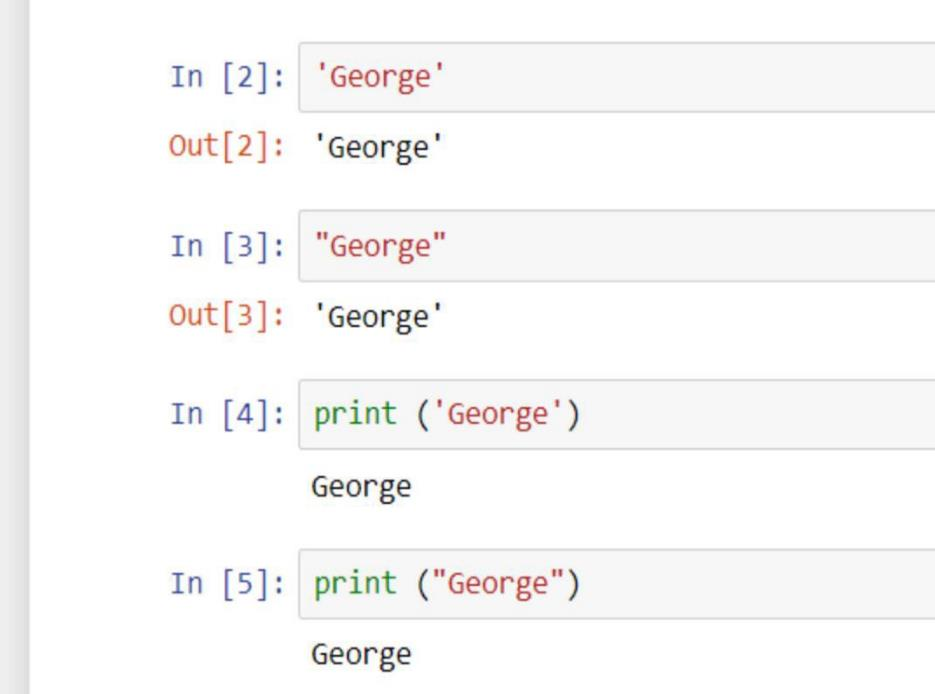 In [2]: 'George'
Out[2]: 'George'
In [3]: "George"
Out[3]: 'George'
In [4]: print ('George')
George
In [5]: print ("George")
George